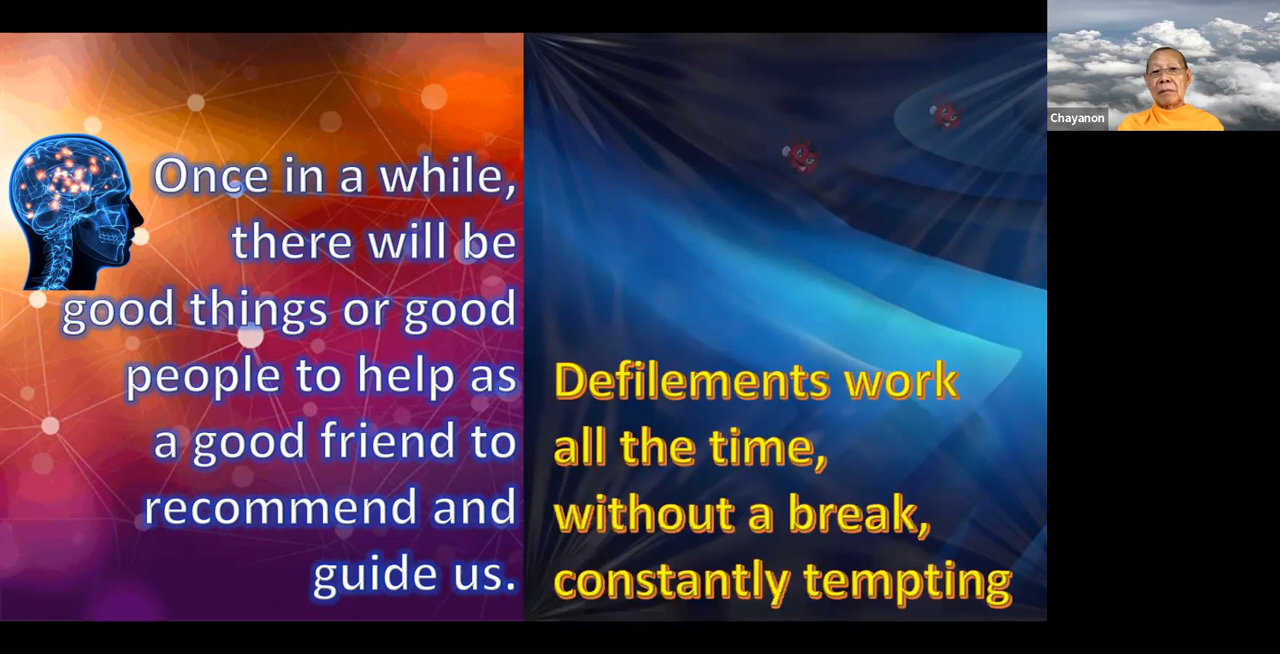 Once in a while,
there will be
good things or good
people to help as
a good friend to
recommend and
guide us.
Defilements work
all the time,
without a break,
constantly tempting
Chayanon